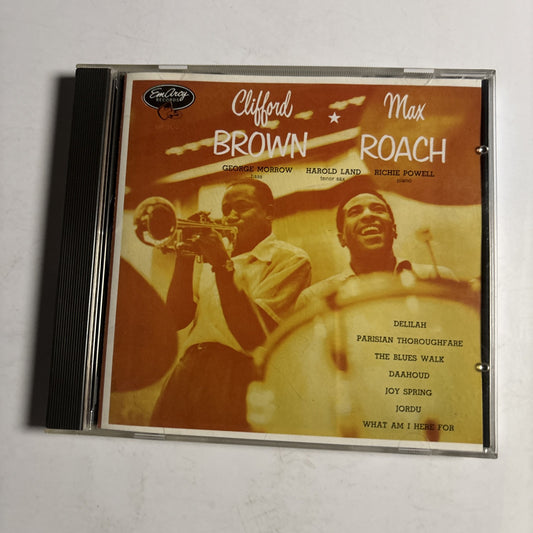 EmArcy
RECORDS
Clifford ★ Max
BROWN ROACH
GEORGE MORROW HAROLD LAND RICHIE POWELL
bass tenor sax piano
DELILAH
PARISIAN THOROUGHFARE
THE BLUES WALK
DAAHOUD
JOY SPRING
JORDU
WHAT AM I HERE FOR